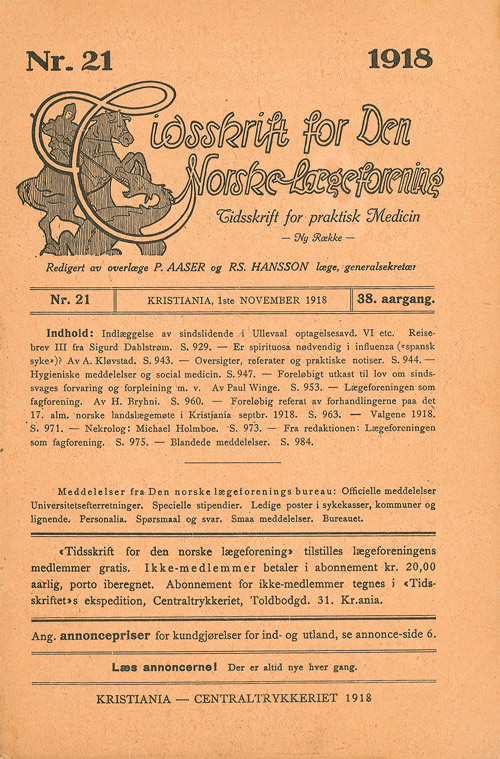 Nr. 21 1918
Tidsskrift for Den
Norske Lægeforening
Tidsskrift for praktisk Medicin
— Ny Række —
Redigert av overlæge P. AASER og RS. HANSSON læge, generalsekretær
Nr. 21 KRISTIANIA, 1ste NOVEMBER 1918 38. aargang.
Indhold: Indlæggelse av sindslidende i Ullevaal optagelsesavd. VI etc. Reise-
brev III fra Sigurd Dahlstrøm. S. 929. — Er spirituosa nødvendig i influenza («spansk
syke»)? Av A. Kløvstad. S. 943. — Oversigter, referater og praktiske notiser. S. 944. —
Hygieniske meddelelser og social medicin. S. 947. — Foreløbigt utkast til lov om sinds-
svages forvaring og forpleining m. v. Av Paul Winge. S. 953. — Lægeforeningen som
fagforening. Av H. Bryhni. S. 960. — Foreløbig referat av forhandlingerne paa det
17. alm. norske landslægemøte i Kristjania septbr. 1918. S. 963. — Valgene 1918.
S. 971. — Nekrolog: Michael Holmboe. S. 973. — Fra redaktionen: Lægeforeningen
som fagforening. S. 975. — Blandede meddelelser. S. 984.
Meddelelser fra Den norske lægeforenings bureau: Officielle meddelelser
Universitetsefterretninger. Specielle stipendier. Ledige poster i sykekasser, kommuner og
lignende. Personalia. Spørsmaal og svar. Smaa meddelelser. Bureauet.
«Tidsskrift for den norske lægeforening» tilstilles lægeforeningens
medlemmer gratis. Ikke-medlemmer betaler i abonnement kr. 20,00
aarlig, porto iberegnet. Abonnement for ikke-medlemmer tegnes i «Tids-
skriftet»s ekspedition, Centraltrykkeriet, Toldbodgd. 31. Kr.ania.
Ang. annoncepriser for kundgjørelser for ind- og utland, se annonce-side 6.
Læs annoncerne! Der er altid nye hver gang.
KRISTIANIA — CENTRALTRYKKERIET 1918